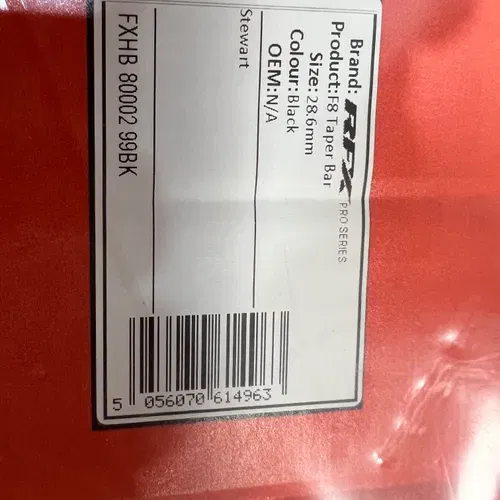 Brand: RFX PRO SERIES
Product:F8 Taper Bar
Size: 28.6mm
Colour:Black
OEM:N/A
Stewart
FXHB 80002 99BK
5 056070 614963